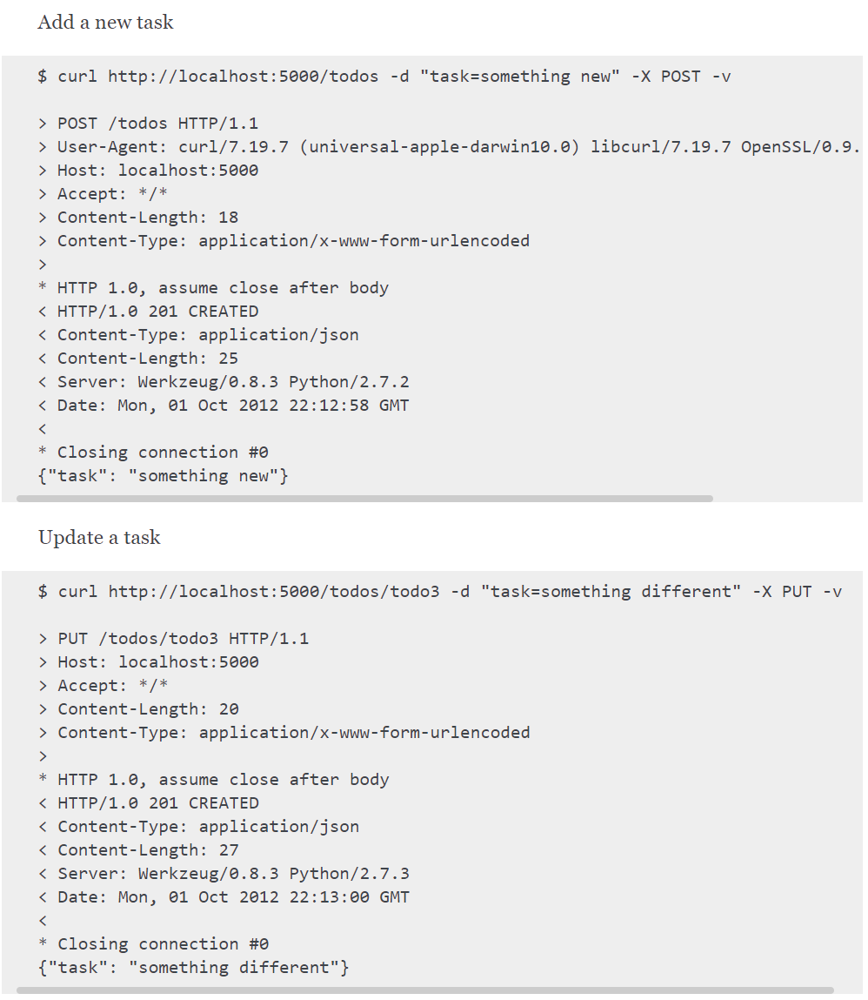 Add a new task
$ curl http://localhost:5000/todos -d "task=something new" -X POST -v
> POST /todos HTTP/1.1
> User-Agent: curl/7.19.7 (universal-apple-darwin10.0) libcurl/7.19.7 OpenSSL/0.9.
> Host: localhost:5000
> Accept: */*
> Content-Length: 18
> Content-Type: application/x-www-form-urlencoded
>
* HTTP 1.0, assume close after body
< HTTP/1.0 201 CREATED
< Content-Type: application/json
< Content-Length: 25
< Server: Werkzeug/0.8.3 Python/2.7.2
< Date: Mon, 01 Oct 2012 22:12:58 GMT
<
* Closing connection #0
{"task": "something new"}
Update a task
$ curl http://localhost:5000/todos/todo3 -d "task=something different" -X PUT -v
> PUT /todos/todo3 HTTP/1.1
> Host: localhost:5000
> Accept: */*
> Content-Length: 20
> Content-Type: application/x-www-form-urlencoded
>
* HTTP 1.0, assume close after body
< HTTP/1.0 201 CREATED
< Content-Type: application/json
< Content-Length: 27
< Server: Werkzeug/0.8.3 Python/2.7.3
< Date: Mon, 01 Oct 2012 22:13:00 GMT
<
* Closing connection #0
{"task": "something different"}